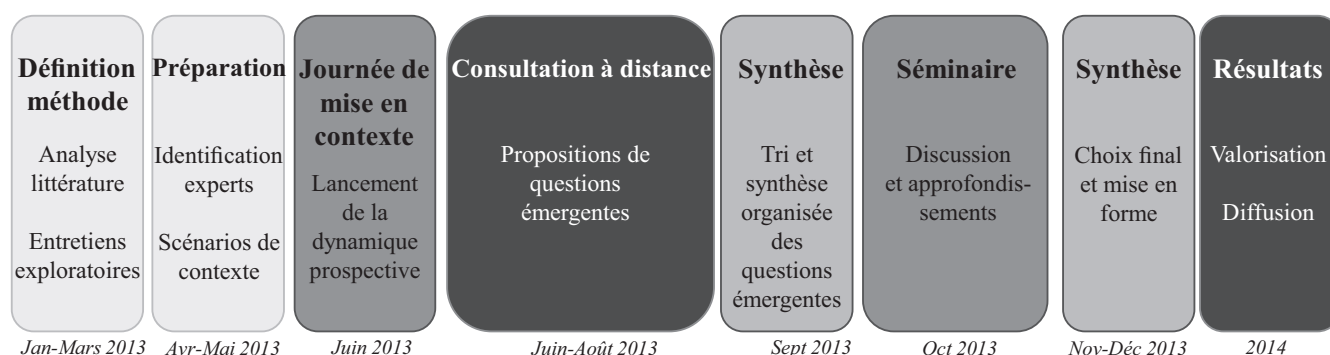 Définition
méthode
Analyse
littérature
Entretiens
exploratoires
Jan-Mars 2013
Préparation
Identification
experts
Scénarios de
contexte
Avr-Mai 2013
Journée de
mise en
contexte
Lancement
de la
dynamique
prospective
Juin 2013
Consultation à distance
Propositions de
questions
émergentes
Juin-Août 2013
Synthèse
Tri et
synthèse
organisée
des
questions
émergentes
Sept 2013
Séminaire
Discussion
et approfondis-
sements
Oct 2013
Synthèse
Choix final
et mise en
forme
Nov-Déc 2013
Résultats
Valorisation
Diffusion
2014